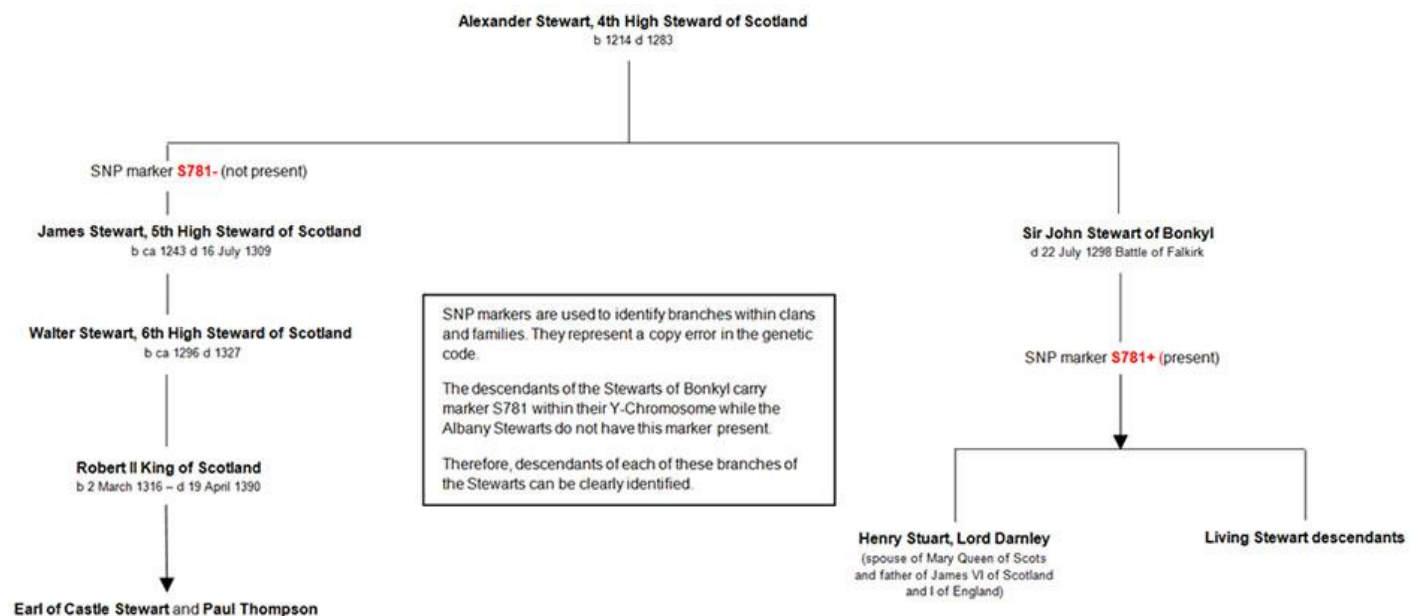 Alexander Stewart, 4th High Steward of Scotland
b 1214 d 1283
SNP marker S781- (not present)
James Stewart, 5th High Steward of Scotland
b ca 1243 d 16 July 1309
Walter Stewart, 6th High Steward of Scotland
b ca 1296 d 1327
Robert II King of Scotland
b 2 March 1316 – d 19 April 1390
Earl of Castle Stewart and Paul Thompson
SNP markers are used to identify branches within clans
and families. They represent a copy error in the genetic
code.
The descendants of the Stewarts of Bonkyl carry
marker S781 within their Y-Chromosome while the
Albany Stewarts do not have this marker present.
Therefore, descendants of each of these branches of
the Stewarts can be clearly identified.
Sir John Stewart of Bonkyl
d 22 July 1298 Battle of Falkirk
SNP marker S781+ (present)
Henry Stuart, Lord Darnley
(spouse of Mary Queen of Scots
and father of James VI of Scotland
and I of England)
Living Stewart descendants